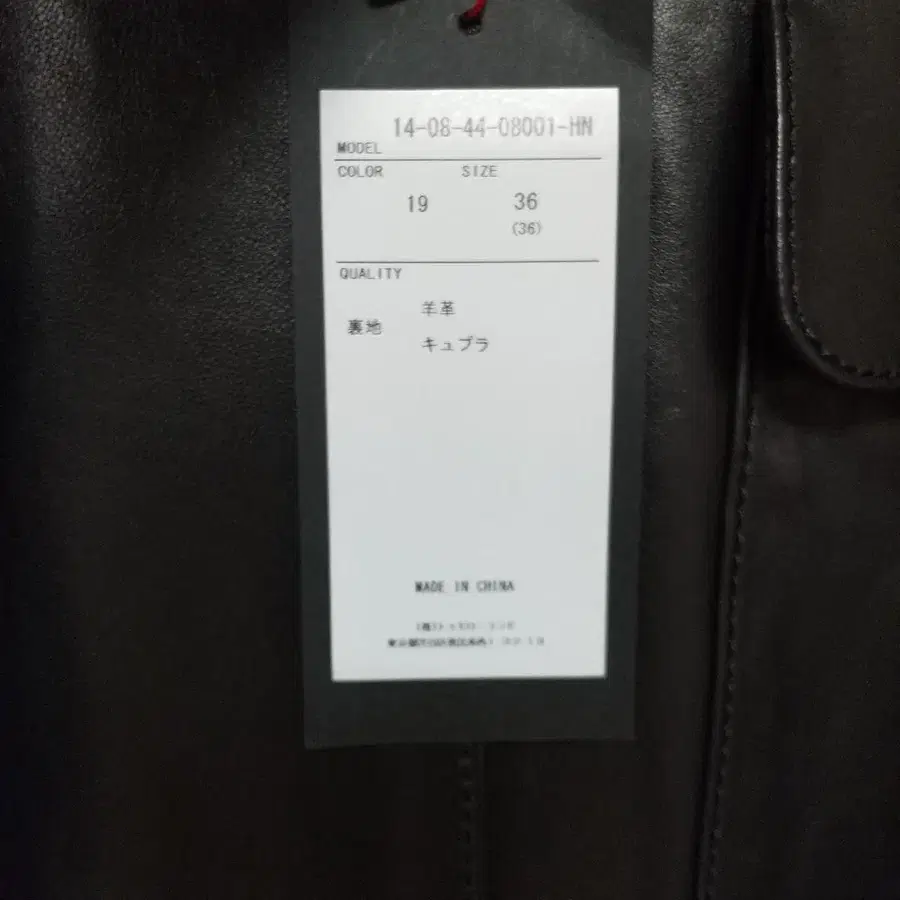 14-08-44-08001-HN
MODEL
COLOR SIZE
19 36
(36)
QUALITY
羊革
裏地
キュプラ
MADE IN CHINA